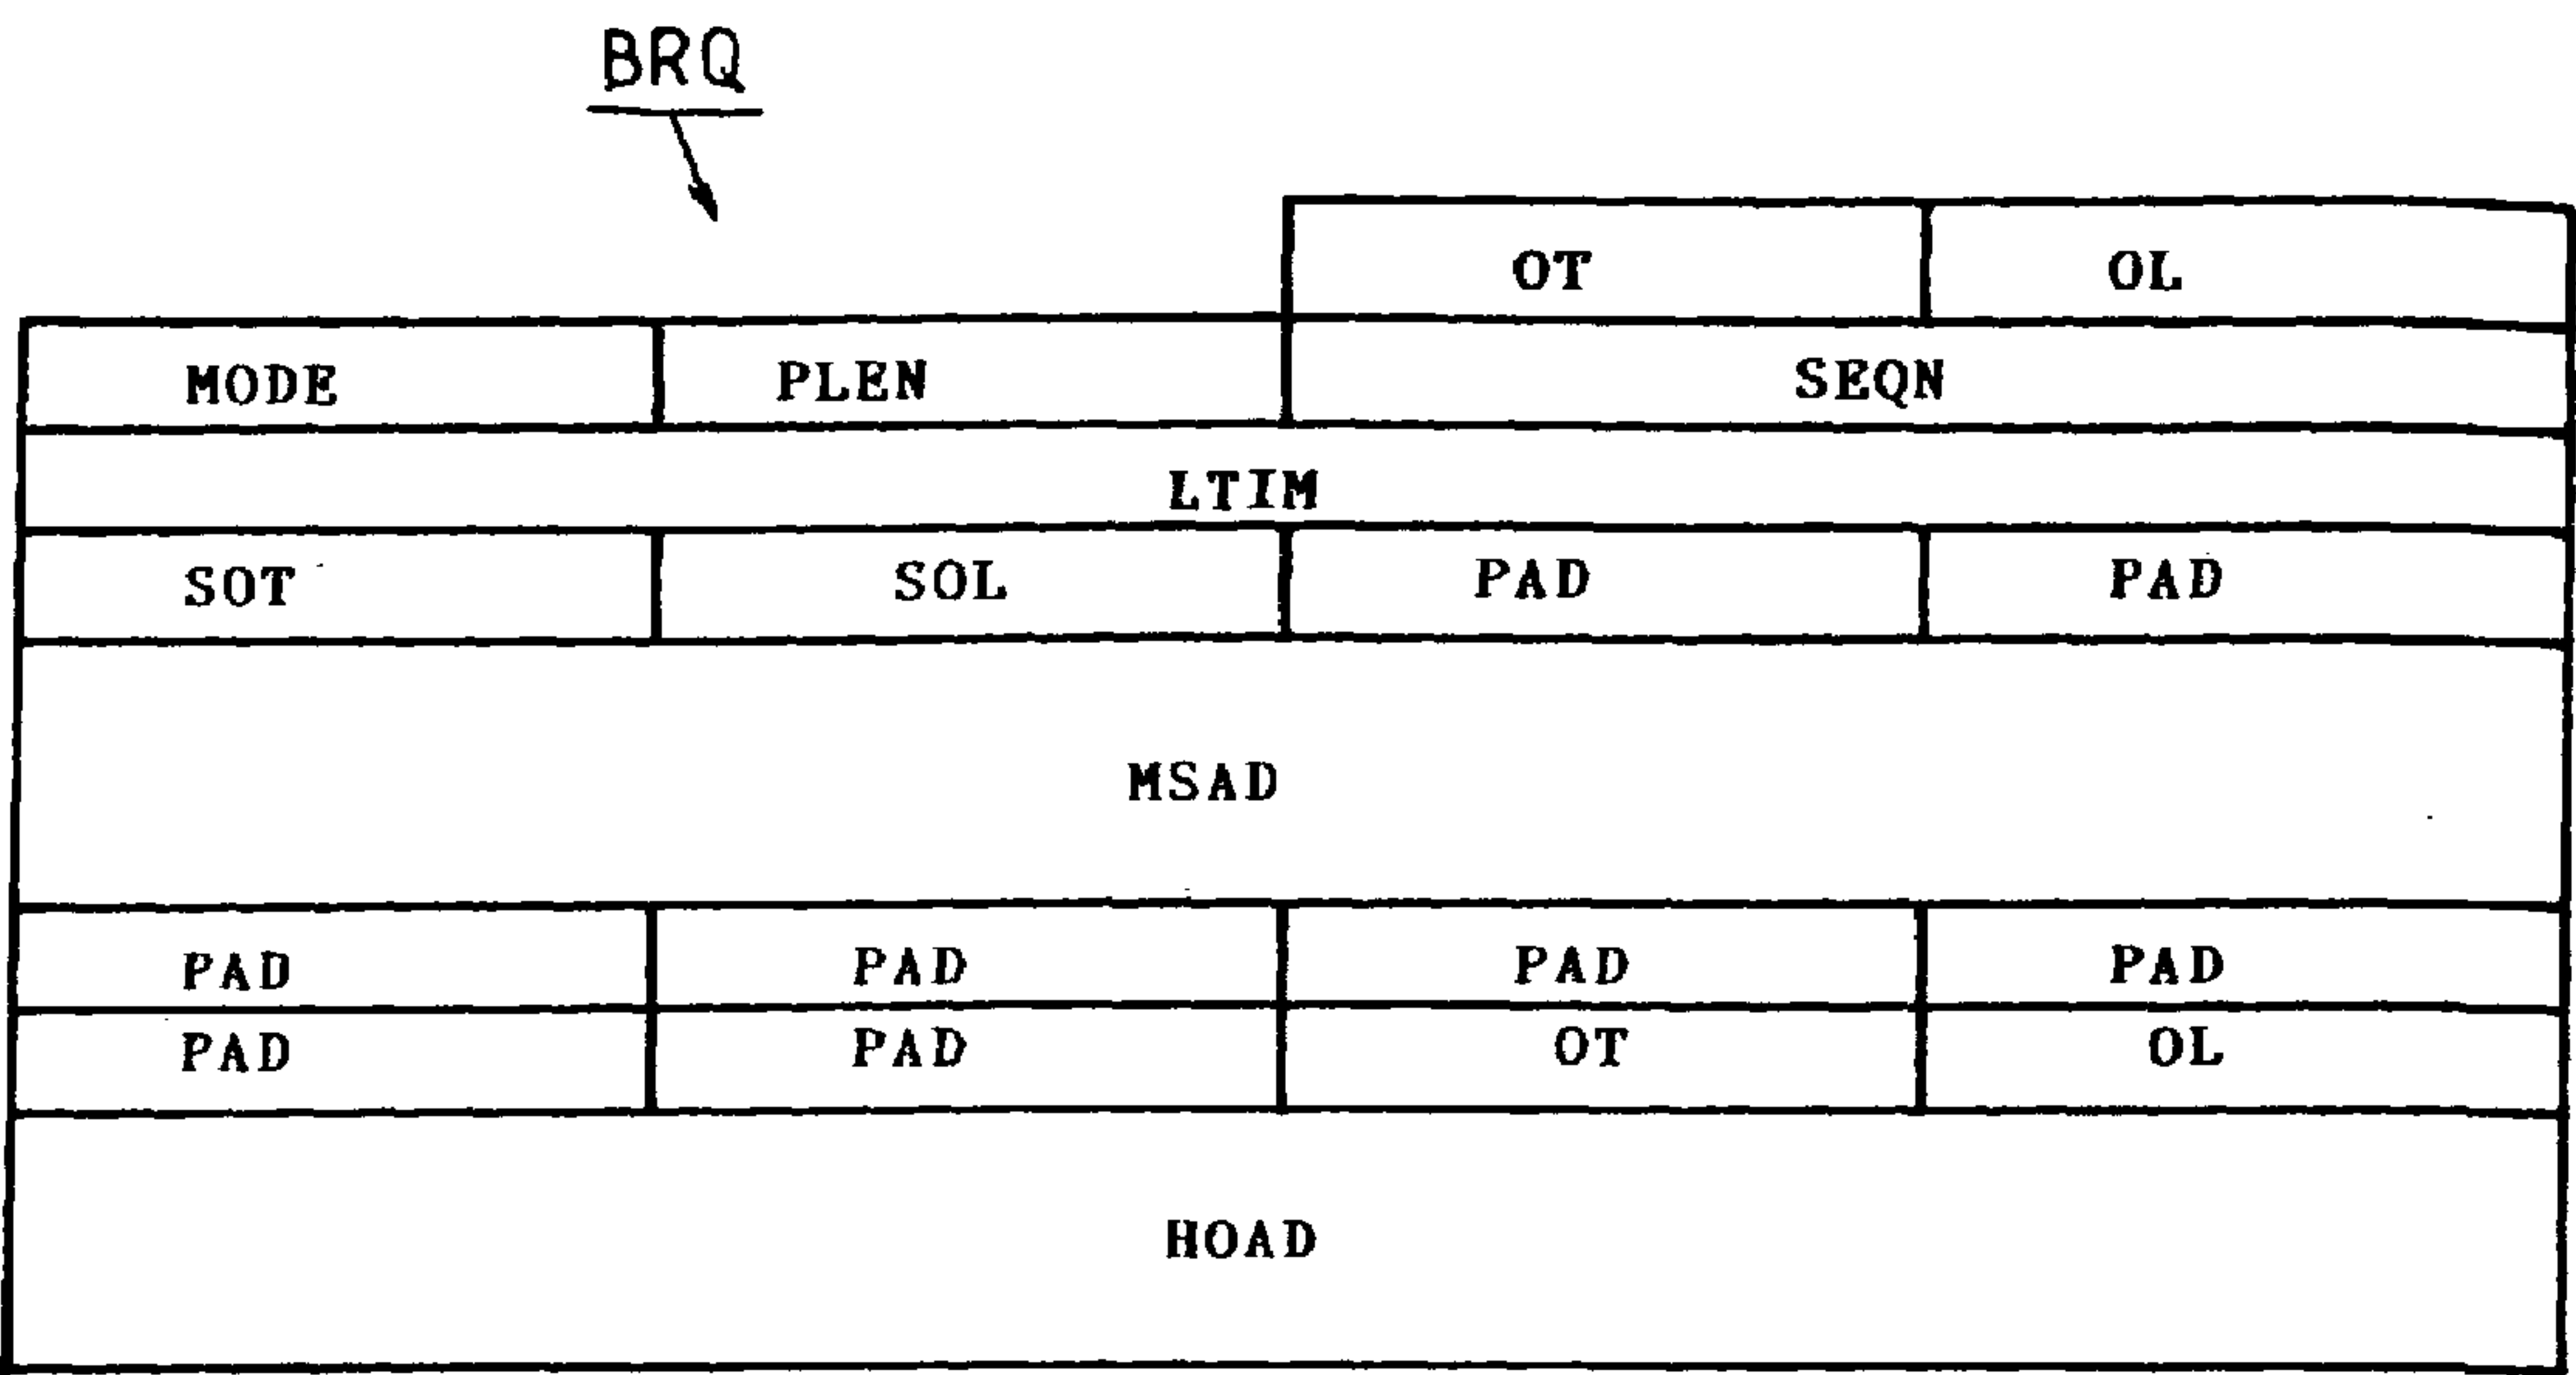 BRQ
OT OL
MODE PLEN SEQN
LTIM
SOT SOL PAD PAD
MSAD
PAD PAD PAD PAD
PAD PAD OT OL
HOAD